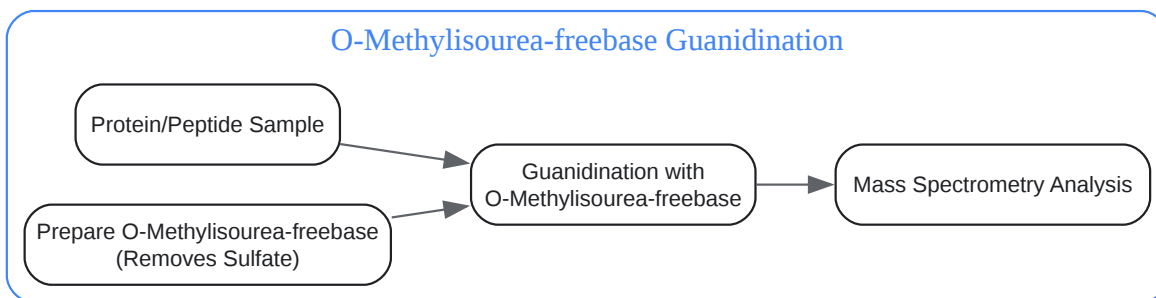 O-Methylisourea-freebase Guanidination
Protein/Peptide Sample
Prepare O-Methylisourea-freebase
(Removes Sulfate)
Guanidination with
O-Methylisourea-freebase
Mass Spectrometry Analysis